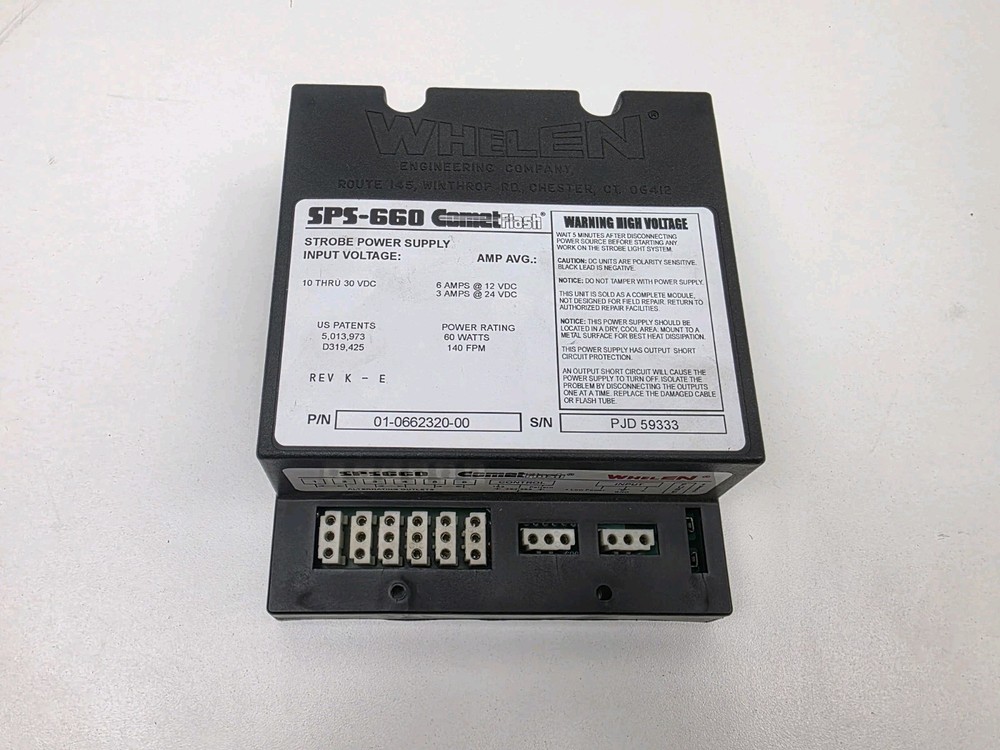 WHELEN®
ENGINEERING COMPANY
ROUTE 145, WINTHROP RD, CHESTER, CT. 06412
SPS-660 CometFlash®
STROBE POWER SUPPLY
INPUT VOLTAGE: AMP AVG.:
10 THRU 30 VDC 6 AMPS @ 12 VDC
3 AMPS @ 24 VDC
US PATENTS POWER RATING
5,013,973 60 WATTS
D319,425 140 FPM
REV K - E
WARNING HIGH VOLTAGE
WAIT 5 MINUTES AFTER DISCONNECTING
POWER SOURCE BEFORE STARTING ANY
WORK ON THE STROBE LIGHT SYSTEM
CAUTION: DC UNITS ARE POLARITY SENSITIVE.
BLACK LEAD IS NEGATIVE.
NOTICE: DO NOT TAMPER WITH POWER SUPPLY.
THIS UNIT IS SOLD AS A COMPLETE MODULE,
NOT DESIGNED FOR FIELD REPAIR. RETURN TO
AUTHORIZED REPAIR FACILITIES.
NOTICE: THIS POWER SUPPLY SHOULD BE
LOCATED IN A DRY, COOL AREA. MOUNT TO A
METAL SURFACE FOR BEST HEAT DISSIPATION.
THIS POWER SUPPLY HAS OUTPUT SHORT
CIRCUIT PROTECTION.
AN OUTPUT SHORT CIRCUIT WILL CAUSE THE
POWER SUPPLY TO TURN OFF. ISOLATE THE
PROBLEM BY DISCONNECTING THE OUTPUTS
ONE AT A TIME. REPLACE THE DAMAGED CABLE
OR FLASH TUBE.
P/N 01-0662320-00 S/N PJD 59333
SPS660 CometFlash® WHELEN®
CONTROL INPUT
ALTERNATING OUTLETS